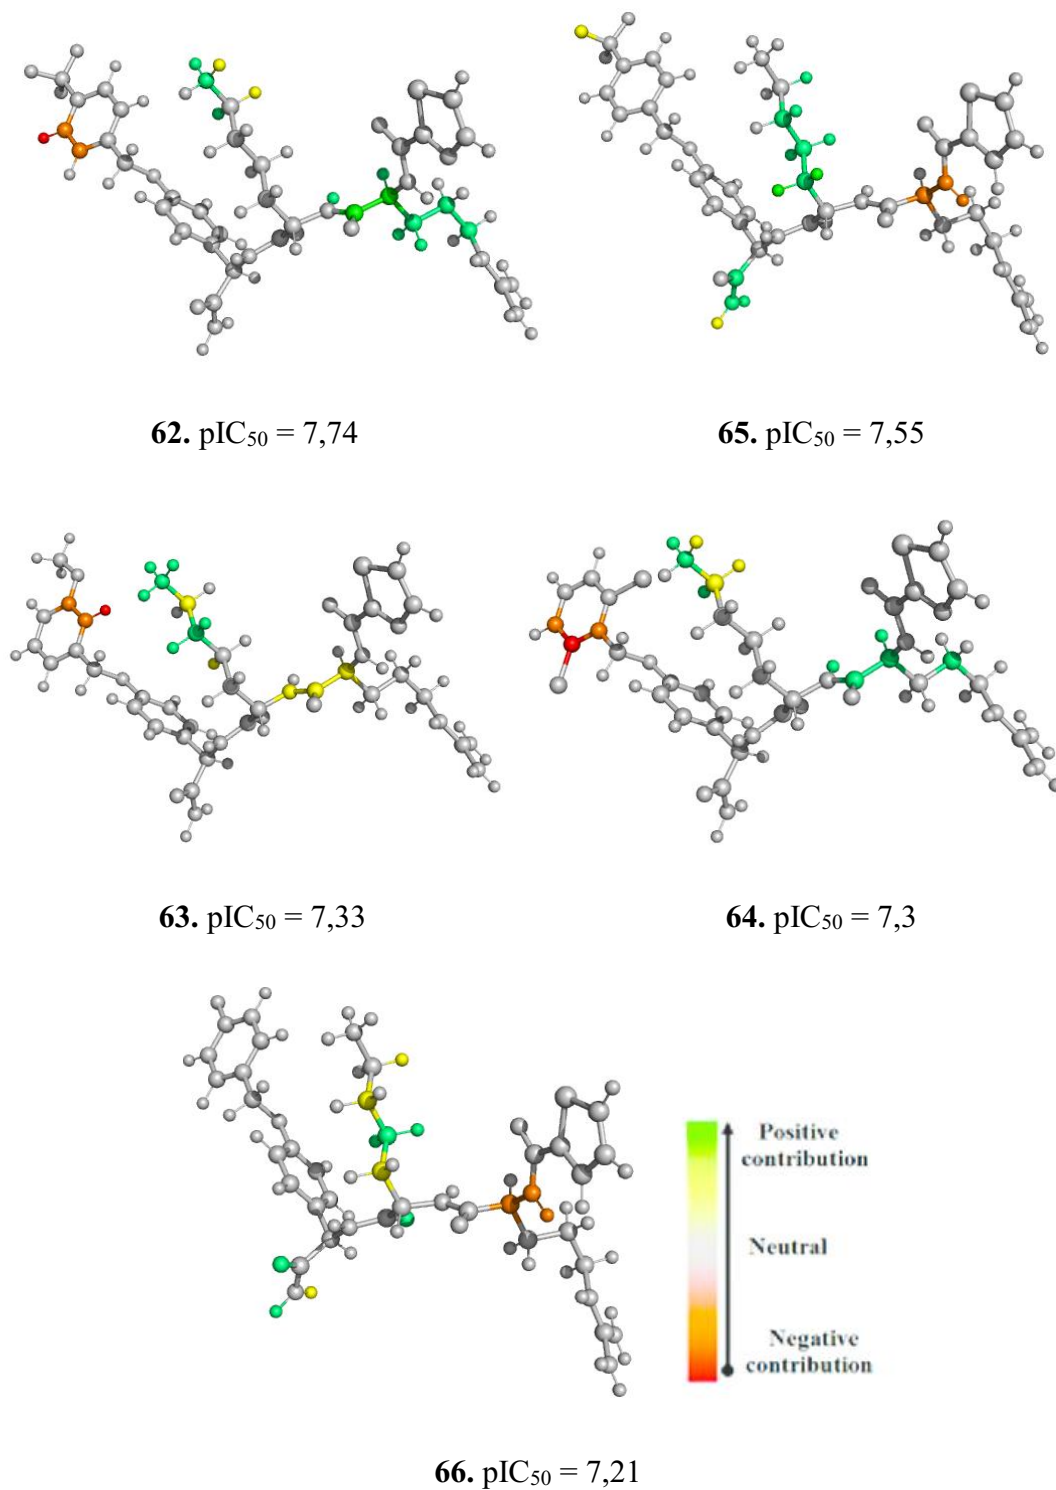 62. pIC₅₀ = 7,74
65. pIC₅₀ = 7,55
63. pIC₅₀ = 7,33
64. pIC₅₀ = 7,3
Positive
contribution
Neutral
Negative
contribution
66. pIC₅₀ = 7,21